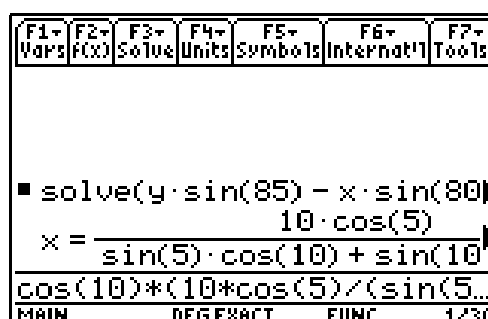 F1 F2 F3 F4 F5 F6 F7
Vars f(x) Solve Units Symbols Internat'l Tools
solve(y·sin(85) − x·sin(80
10·cos(5)
x =
sin(5)·cos(10) + sin(10
cos(10)*(10*cos(5)/(sin(5…
MAIN DEG EXACT FUNC 1/30